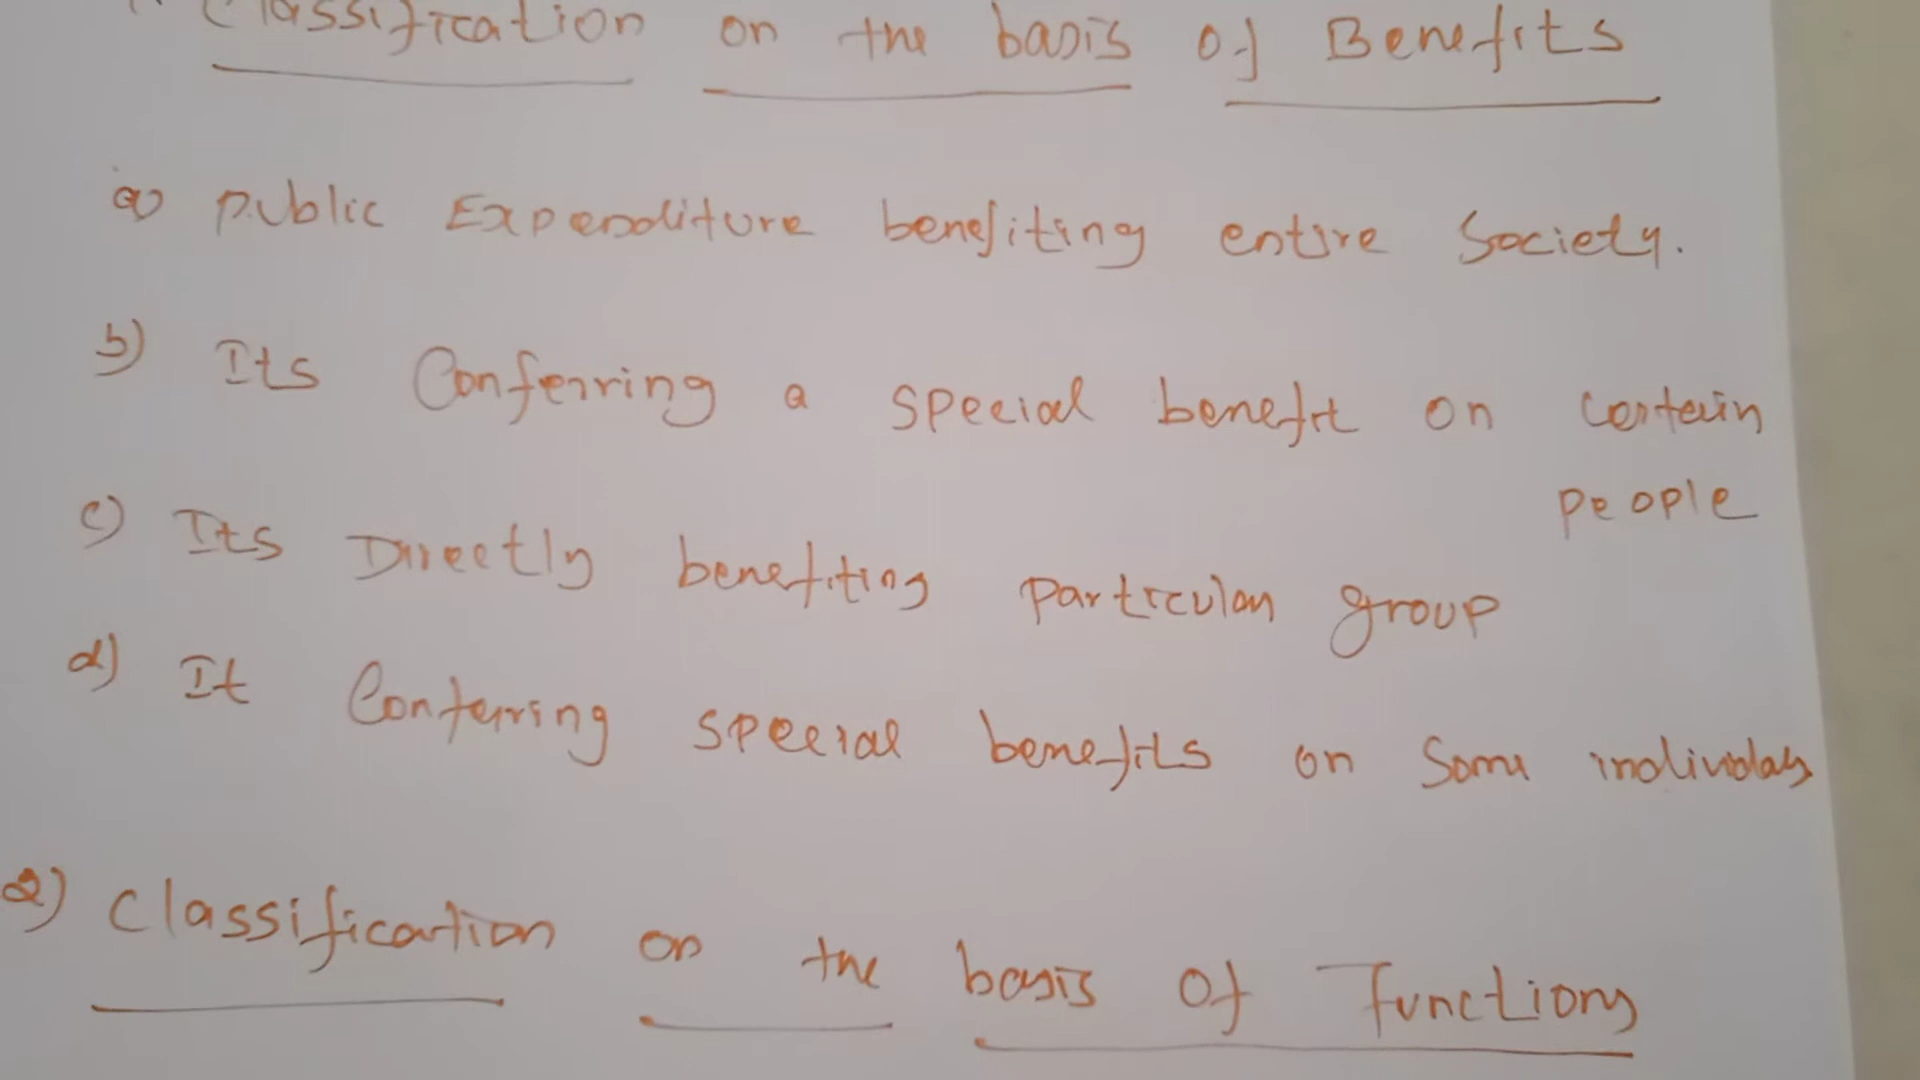 Classification on the basis of Benefits
a) Public Expenditure benefiting entire Society.
b) Its Conferring a special benefit on certain
people
c) Its Directly benefiting particular group
d) It Conferring special benefits on some individals
2) Classification on the basis of Functions